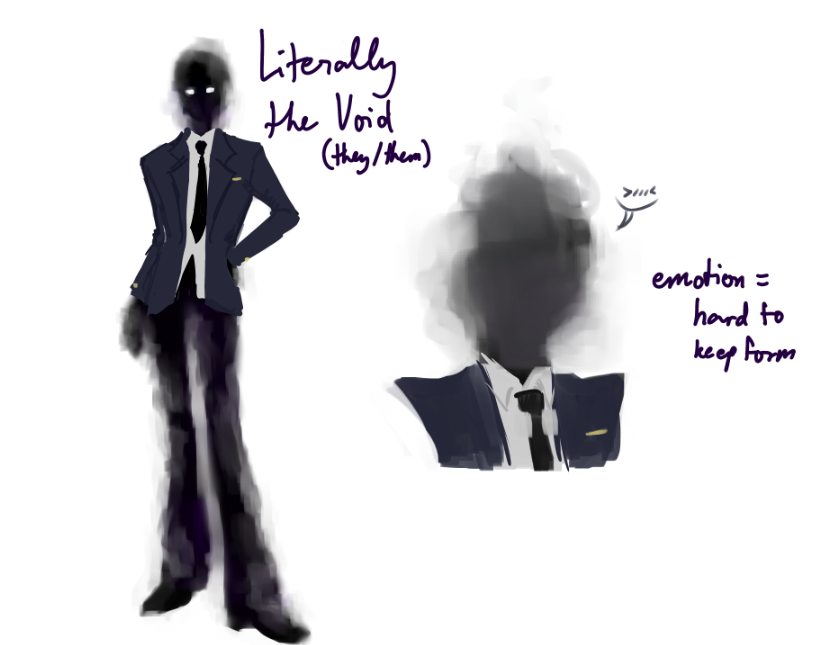 Literally
the Void
(they/them)
emotion =
hard to
keep form